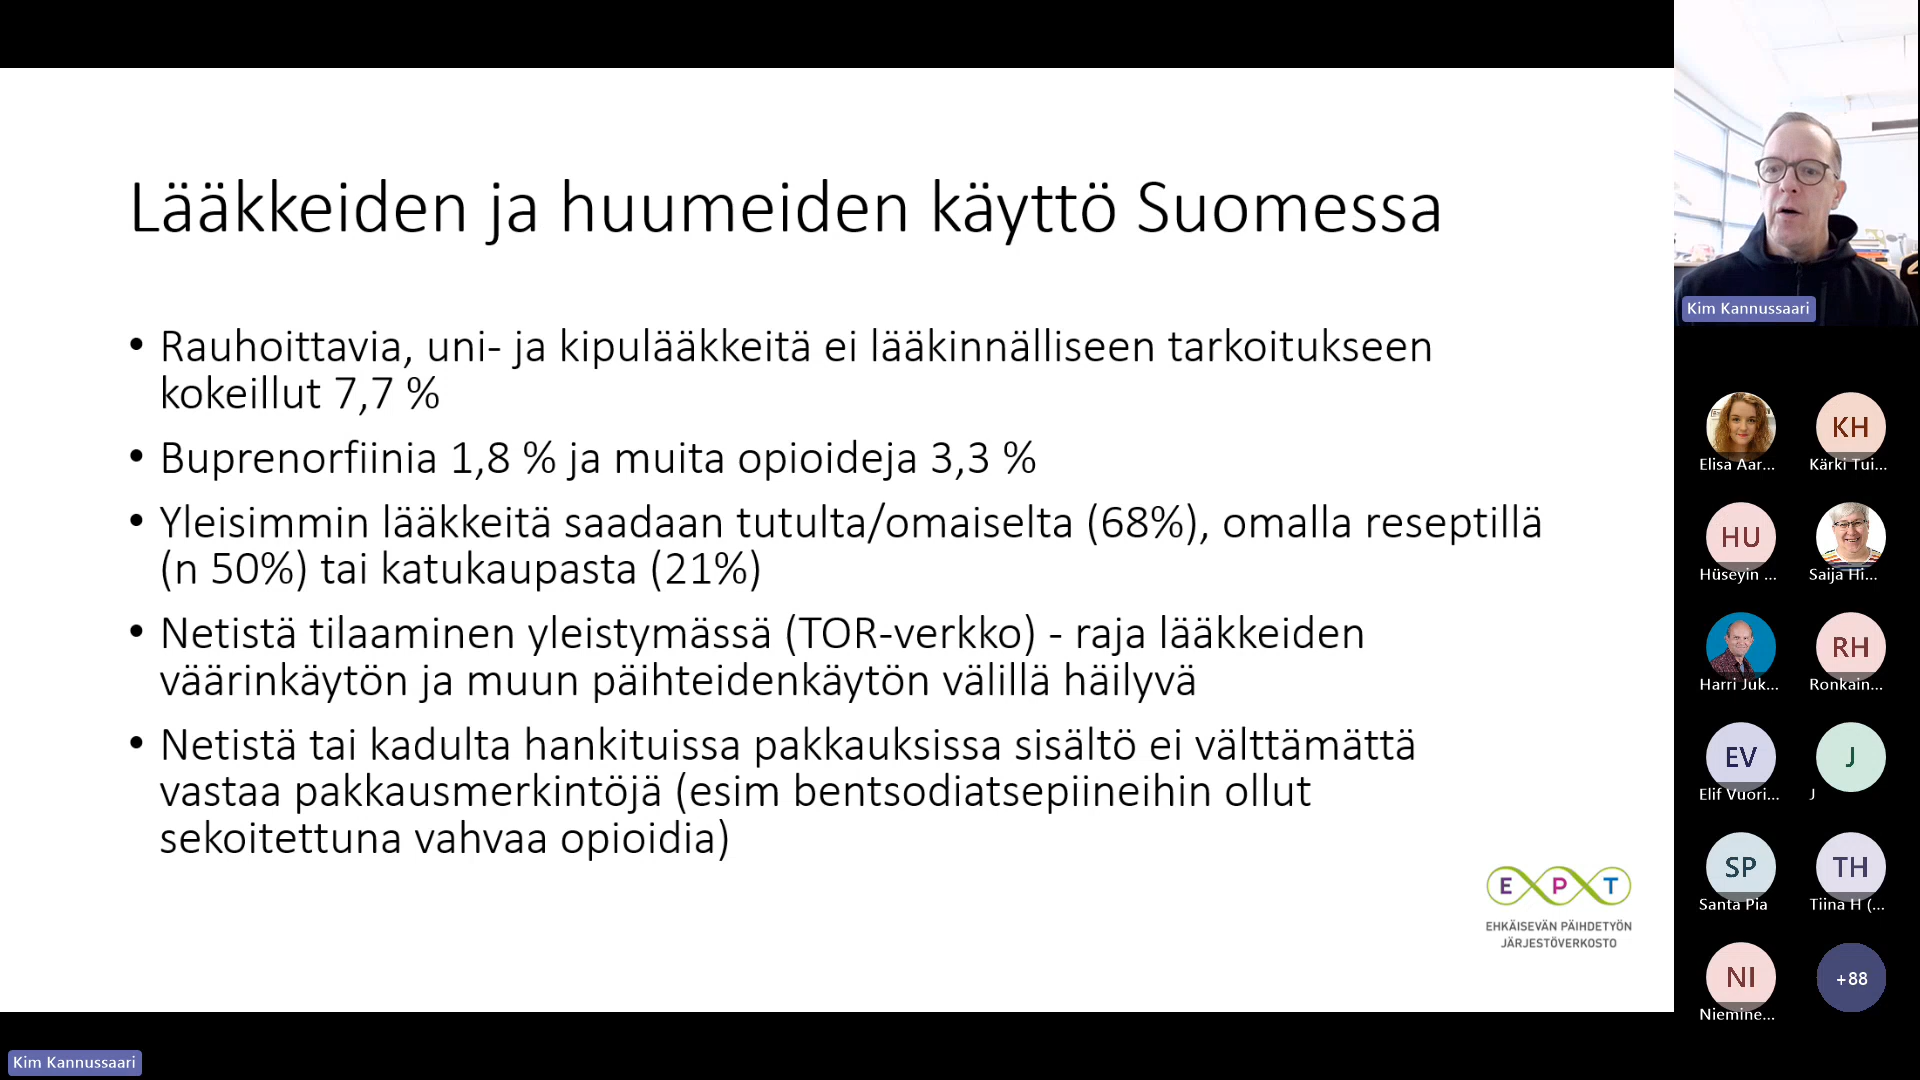 Lääkkeiden ja huumeiden käyttö Suomessa
• Rauhoittavia, uni- ja kipulääkkeitä ei lääkinnälliseen tarkoitukseen
kokeillut 7,7 %
• Buprenorfiinia 1,8 % ja muita opioideja 3,3 %
• Yleisimmin lääkkeitä saadaan tutulta/omaiselta (68%), omalla reseptillä
(n 50%) tai katukaupasta (21%)
• Netistä tilaaminen yleistymässä (TOR-verkko) - raja lääkkeiden
väärinkäytön ja muun päihteidenkäytön välillä häilyvä
• Netistä tai kadulta hankituissa pakkauksissa sisältö ei välttämättä
vastaa pakkausmerkintöjä (esim bentsodiatsepiineihin ollut
sekoitettuna vahvaa opioidia)
E P T
EHKÄISEVÄN PÄIHDETYÖN
JÄRJESTÖVERKOSTO
Kim Kannussaari
Kim Kannussaari
KH
Elisa Aar... Kärki Tui...
HU
Hüseyin ... Saija Hi...
RH
Harri Juk... Ronkain...
EV J
Elif Vuori... J
SP TH
Santa Pia Tiina H (...
NI +88
Niemine...